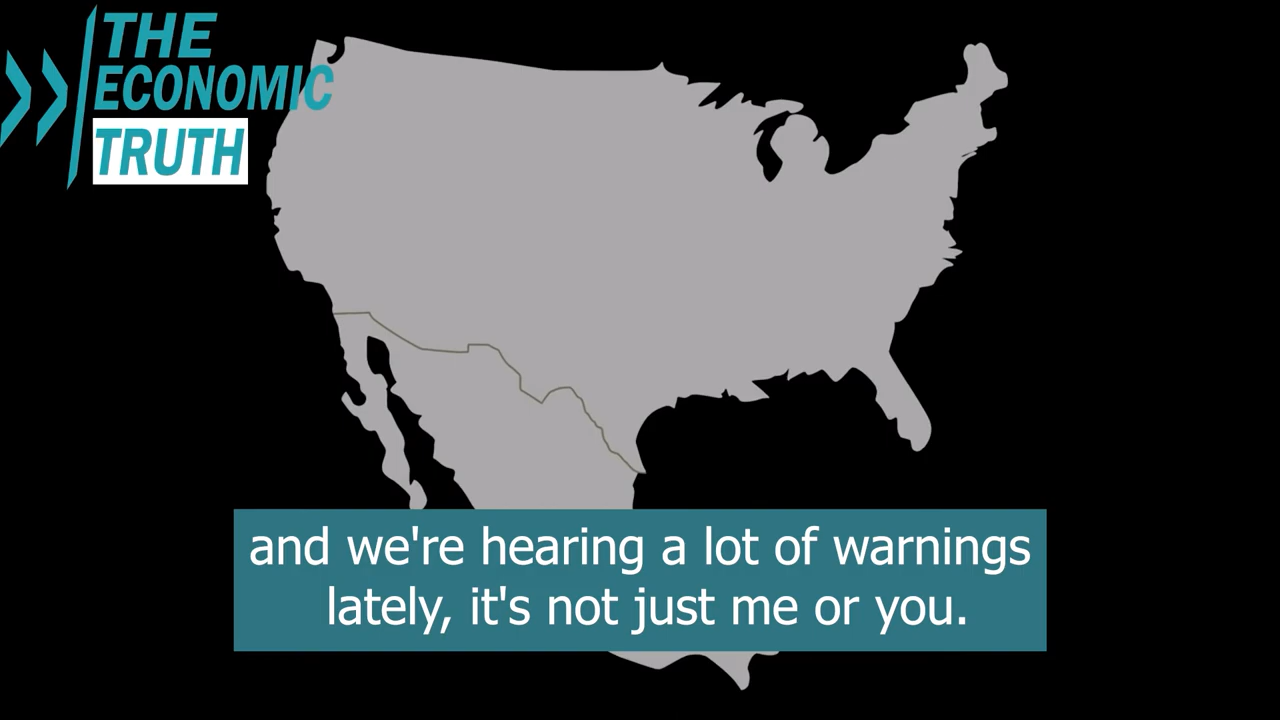 THE
ECONOMIC
TRUTH
and we're hearing a lot of warnings
lately, it's not just me or you.